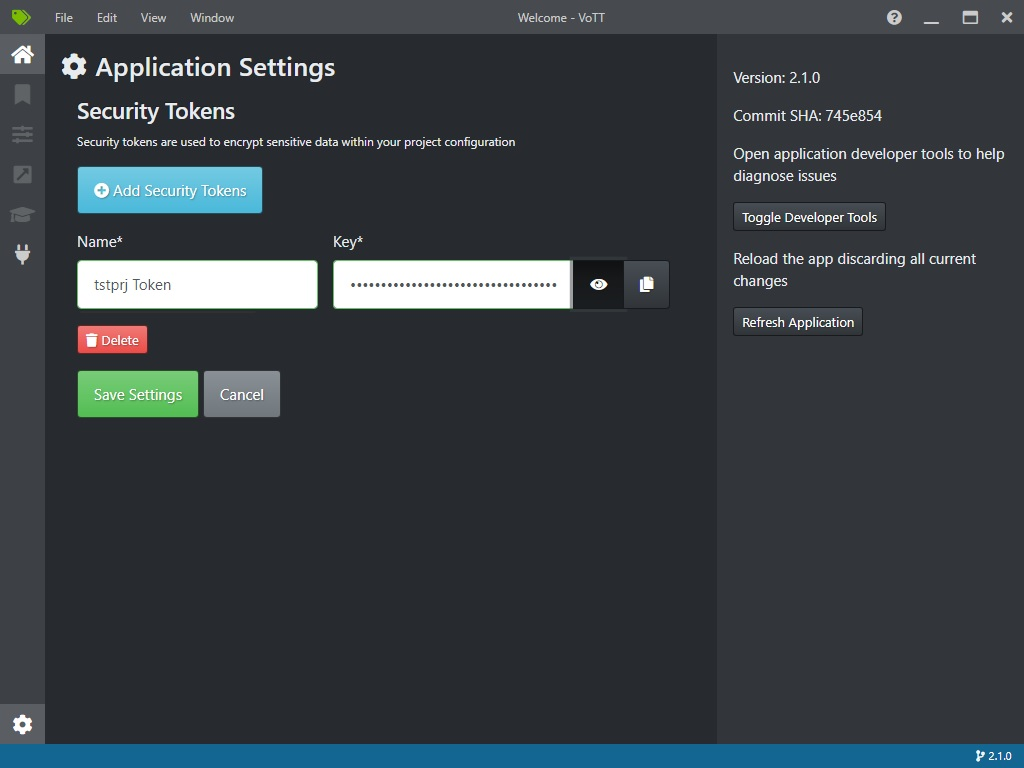 File Edit View Window Welcome - VoTT
Application Settings
Security Tokens
Security tokens are used to encrypt sensitive data within your project configuration
Add Security Tokens
Name* Key*
tstprj Token ••••••••••••••••••••••••••••••••••
Delete
Save Settings Cancel
Version: 2.1.0
Commit SHA: 745e854
Open application developer tools to help
diagnose issues
Toggle Developer Tools
Reload the app discarding all current
changes
Refresh Application
2.1.0